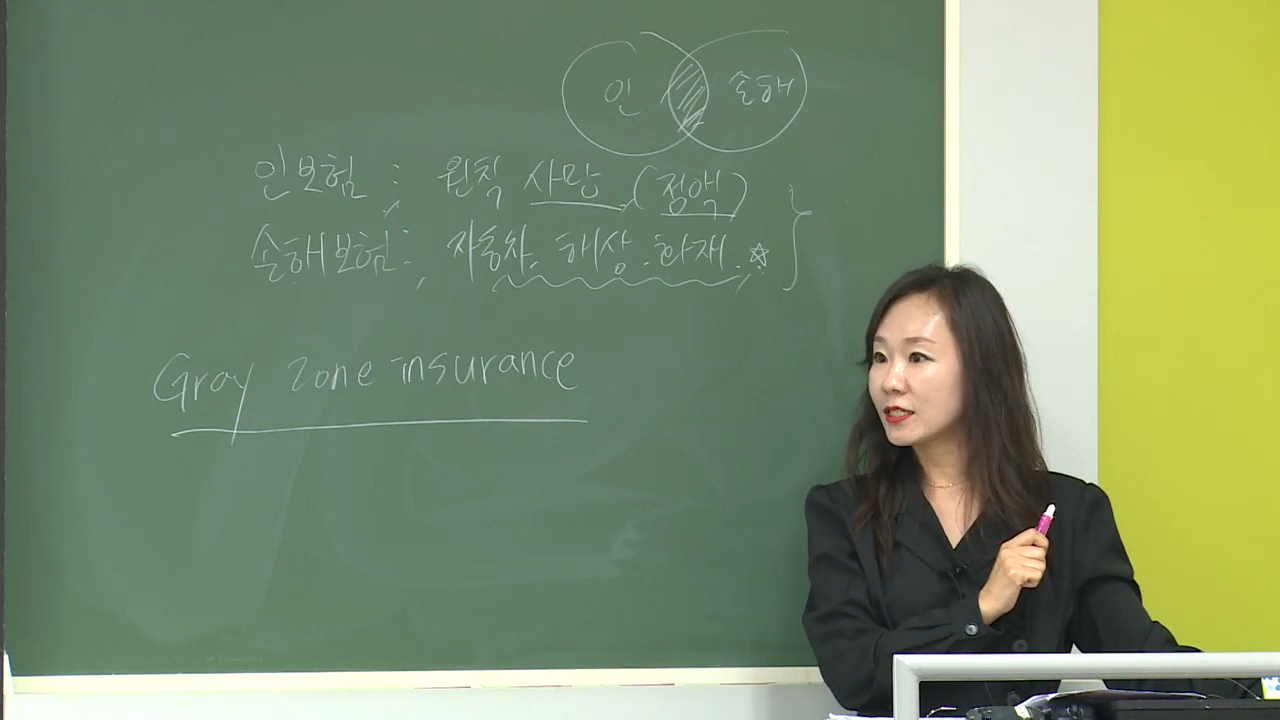 인 손해
인보험 : 원칙 사망 (정액)
손해보험 : 자동차, 해상, 화재 ☆
Gray zone insurance